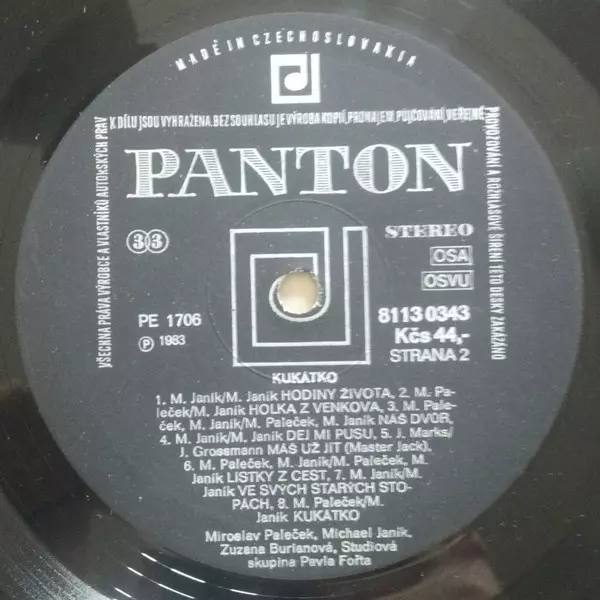 MADE IN CZECHOSLOVAKIA
VŠECHNA PRÁVA VÝROBCE A VLASTNÍKŮ AUTORSKÝCH PRÁV
K DÍLU JSOU VYHRAŽENA. BEZ SOUHLASU JE VÝROBA KOPIÍ, PRONÁJEM, PŮJČOVÁNÍ, VEŘEJNÉ
PROVOZOVÁNÍ A ROZHLASOVÉ ŠÍŘENÍ TÉTO DESKY ZAKÁZÁNO
PANTON
33
STEREO
OSA
OSVU
PE 1706
8113 0343
Ⓟ 1983
Kčs 44,-
STRANA 2
KUKÁTKO
1. M. Janík/M. Janík HODINY ŽIVOTA, 2. M. Pa-
leček/M. Janík HOLKA Z VENKOVA, 3. M. Pale-
ček, M. Janík/M. Paleček, M. Janík NÁŠ DVŮR,
4. M. Janík/M. Janík DEJ MI PUSU, 5. J. Marks/
J. Grossmann MÁŠ UŽ JÍT (Master Jack),
6. M. Paleček, M. Janík/M. Paleček, M.
Janík LÍSTKY Z CEST, 7. M. Janík/M.
Janík VE SVÝCH STARÝCH STO-
PÁCH, 8. M. Paleček/M.
Janík KUKÁTKO
Miroslav Paleček, Michael Janík,
Zuzana Burianová, Studiová
skupina Pavla Fořta